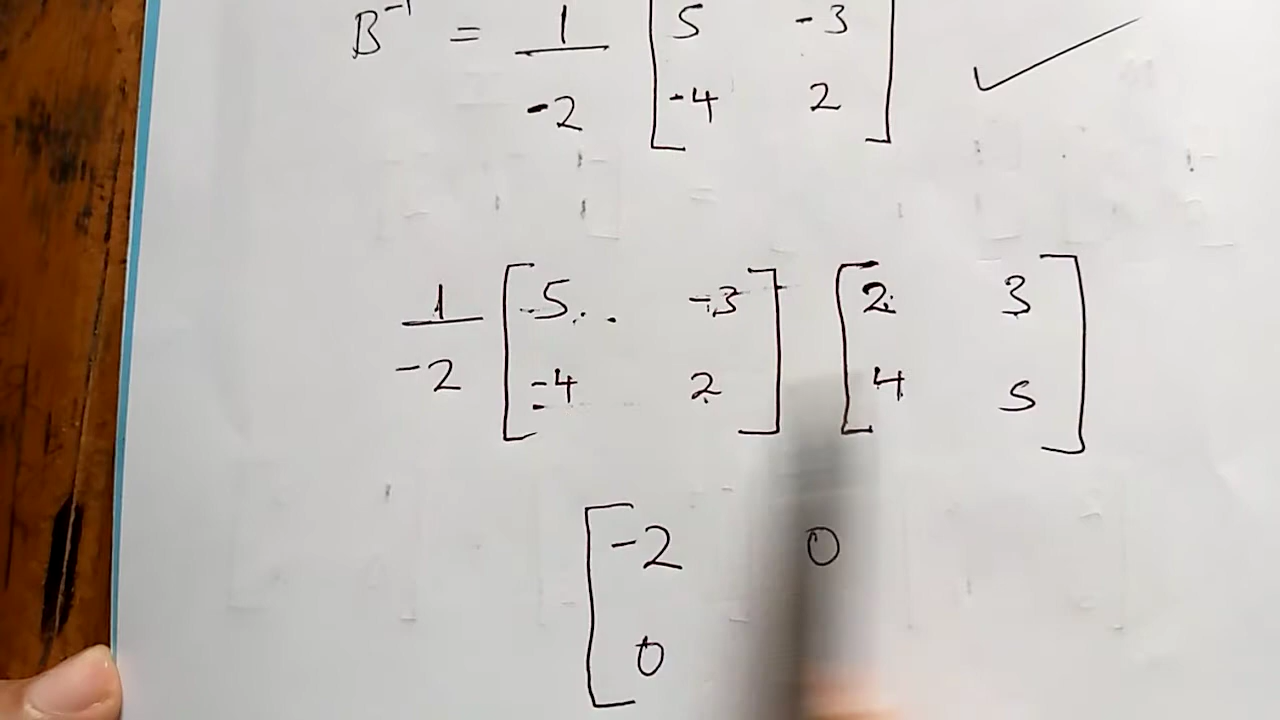 B⁻¹ = 1/-2 [5 -3
-4 2] ✓
1/-2 [5 -3] [2 3]
[-4 2] [4 5]
[-2 0
0